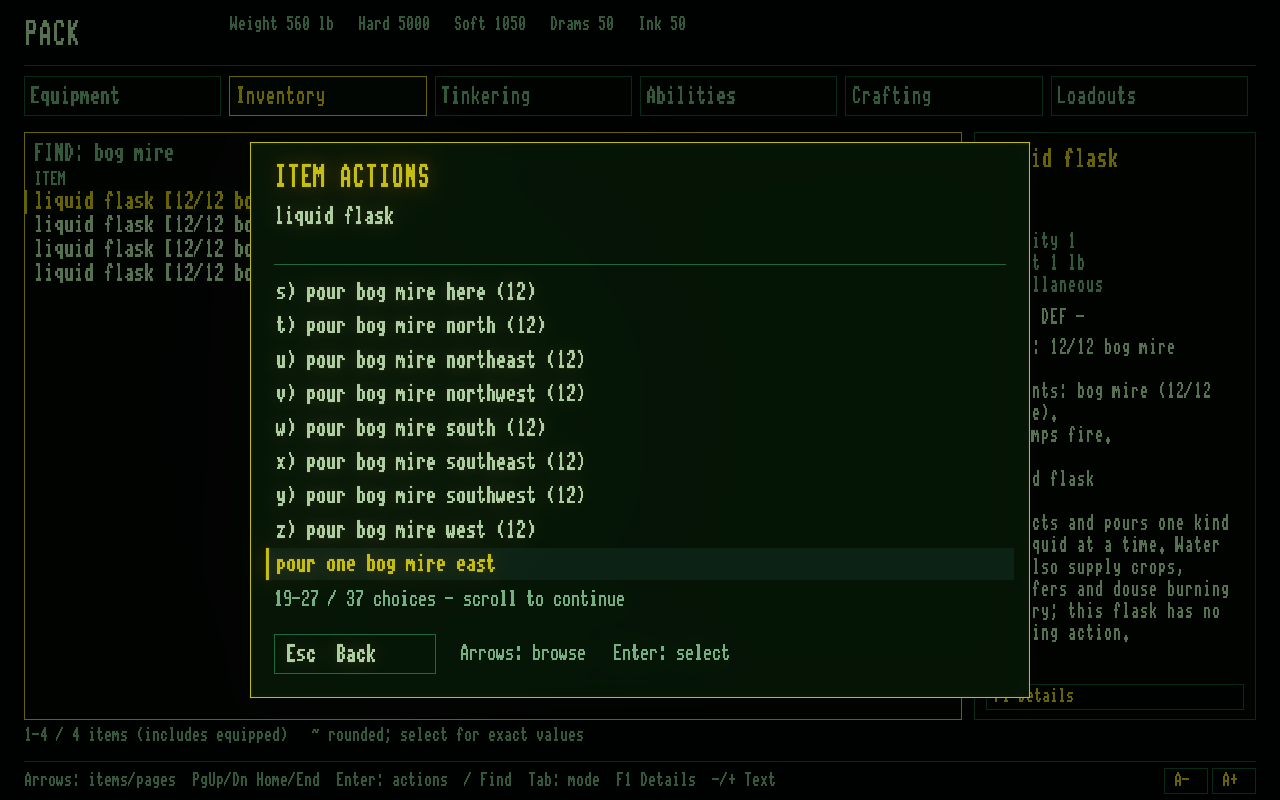 PACK
Weight 560 lb Hard 5000 Soft 1050 Drams 50 Ink 50
Equipment Inventory Tinkering Abilities Crafting Loadouts
FIND: bog mire
ITEM
liquid flask [12/12 bo
liquid flask [12/12 bo
liquid flask [12/12 bo
liquid flask [12/12 bo
ITEM ACTIONS
liquid flask
s) pour bog mire here (12)
t) pour bog mire north (12)
u) pour bog mire northeast (12)
v) pour bog mire northwest (12)
w) pour bog mire south (12)
x) pour bog mire southeast (12)
y) pour bog mire southwest (12)
z) pour bog mire west (12)
pour one bog mire east
19-27 / 37 choices - scroll to continue
Esc Back Arrows: browse Enter: select
id flask
ity 1
t 1 lb
llaneous
DEF -
: 12/12 bog mire
nts: bog mire (12/12
e).
mps fire.
d flask
cts and pours one kind
quid at a time. Water
lso supply crops,
fers and douse burning
ry; this flask has no
ing action.
F1 Details
1-4 / 4 items (includes equipped) ~ rounded; select for exact values
Arrows: items/pages PgUp/Dn Home/End Enter: actions / Find Tab: mode F1 Details -/+ Text
A- A+